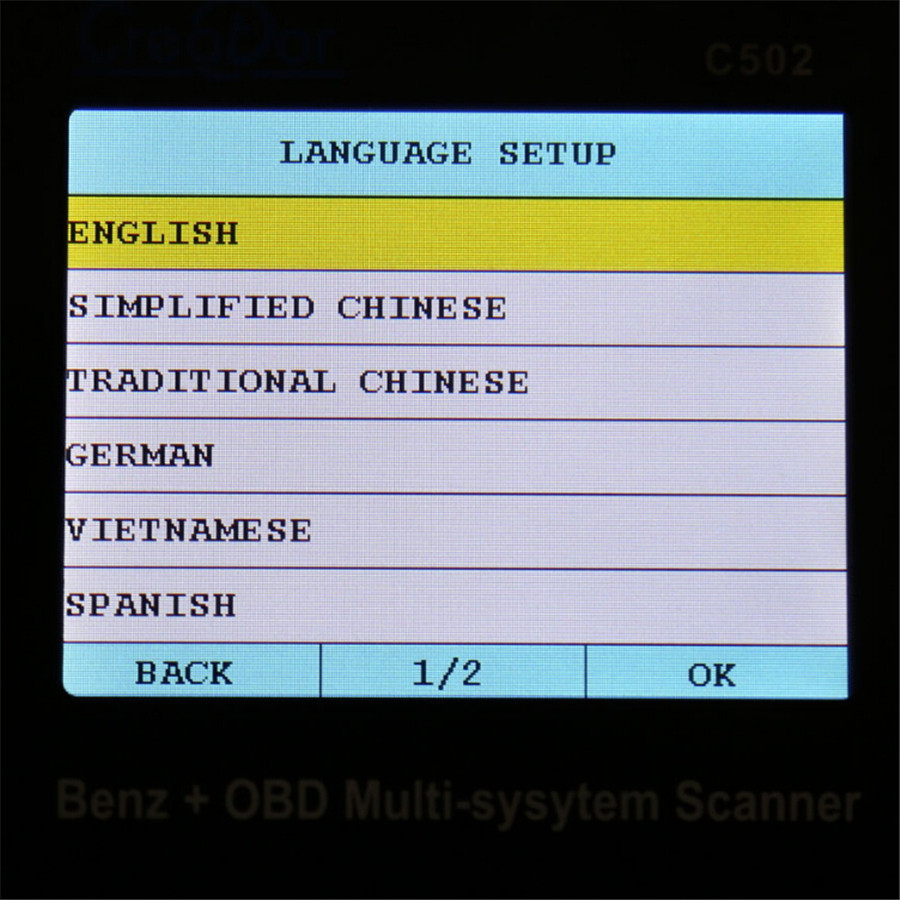 Creator
C502
LANGUAGE SETUP
ENGLISH
SIMPLIFIED CHINESE
TRADITIONAL CHINESE
GERMAN
VIETNAMESE
SPANISH
BACK 1/2 OK
Benz + OBD Multi-sysytem Scanner